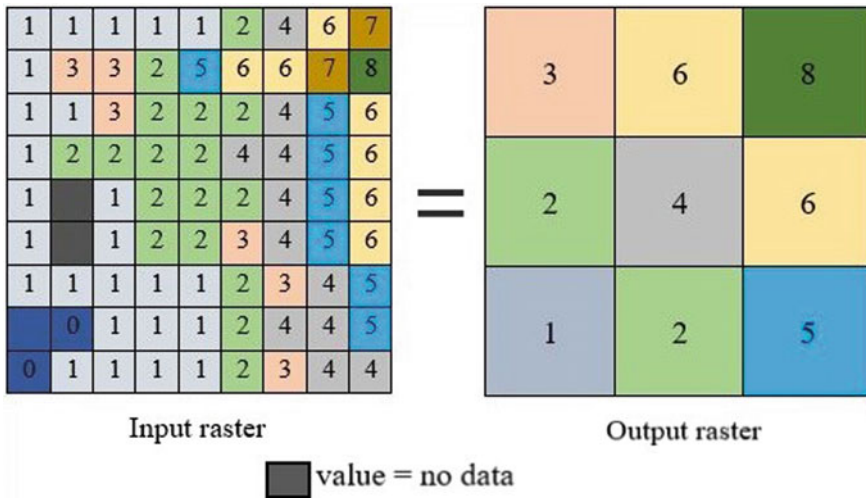 1 1 1 1 1 2 4 6 7
1 3 3 2 5 6 6 7 8
1 1 3 2 2 2 4 5 6
1 2 2 2 2 4 4 5 6
1 1 2 2 2 4 5 6
1 1 2 2 3 4 5 6
1 1 1 1 1 2 3 4 5
0 1 1 1 2 4 4 5
0 1 1 1 1 2 3 4 4
=
3 6 8
2 4 6
1 2 5
Input raster
Output raster
value = no data